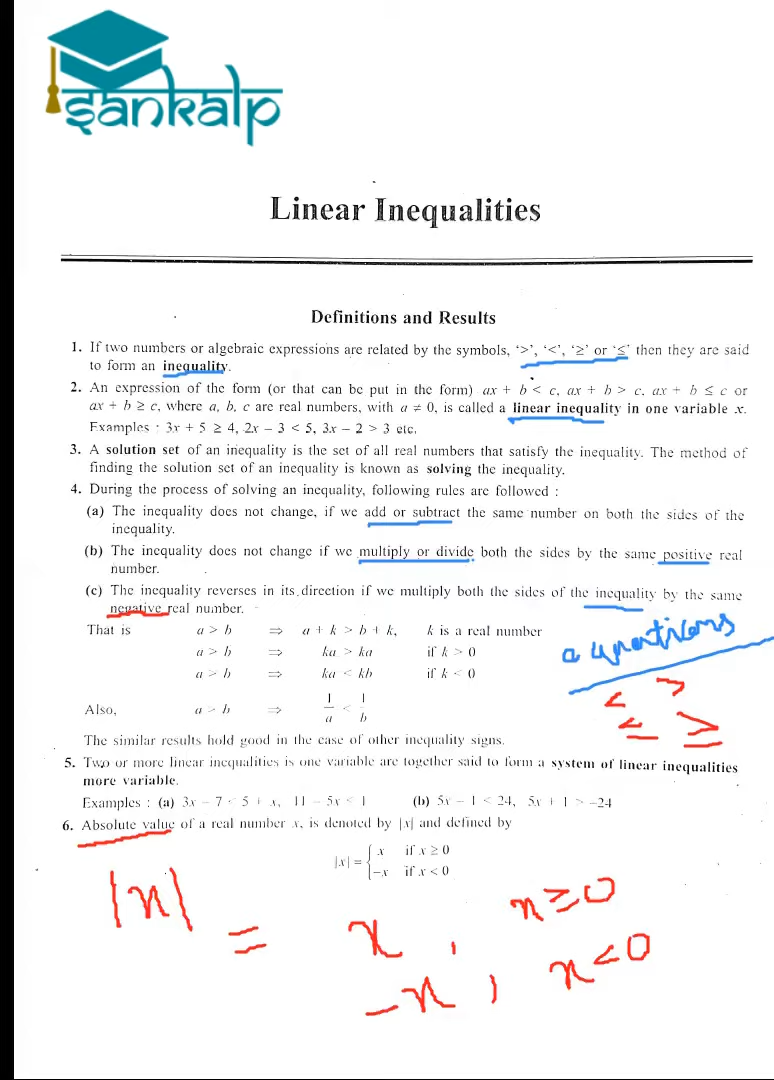 sankalp
Linear Inequalities
Definitions and Results
1. If two numbers or algebraic expressions are related by the symbols, '>', '<', '≥' or '≤' then they are said
to form an inequality.
2. An expression of the form (or that can be put in the form) ax + b < c, ax + b > c, ax + b ≤ c or
ax + b ≥ c, where a, b, c are real numbers, with a ≠ 0, is called a linear inequality in one variable x.
Examples : 3x + 5 ≥ 4, 2x – 3 < 5, 3x – 2 > 3 etc.
3. A solution set of an inequality is the set of all real numbers that satisfy the inequality. The method of
finding the solution set of an inequality is known as solving the inequality.
4. During the process of solving an inequality, following rules are followed :
(a) The inequality does not change, if we add or subtract the same number on both the sides of the
inequality.
(b) The inequality does not change if we multiply or divide both the sides by the same positive real
number.
(c) The inequality reverses in its direction if we multiply both the sides of the inequality by the same
negative real number.
That is a > b ⇒ a + k > b + k, k is a real number
a > b ⇒ ka > ka if k > 0
a > b ⇒ ka < kb if k < 0
< >
≤ ≥
Also, a > b ⇒ 1/a < 1/b
The similar results hold good in the case of other inequality signs.
5. Two or more linear inequalities is one variable are together said to form a system of linear inequalities
more variable.
Examples : (a) 3x – 7 < 5 + x, 11 – 5x < 1 (b) 5x – 1 < 24, 5x + 1 > –24
6. Absolute value of a real number x, is denoted by |x| and defined by
|x| = { x if x ≥ 0
–x if x < 0
|x| = x, x ≥ 0
–x, x < 0